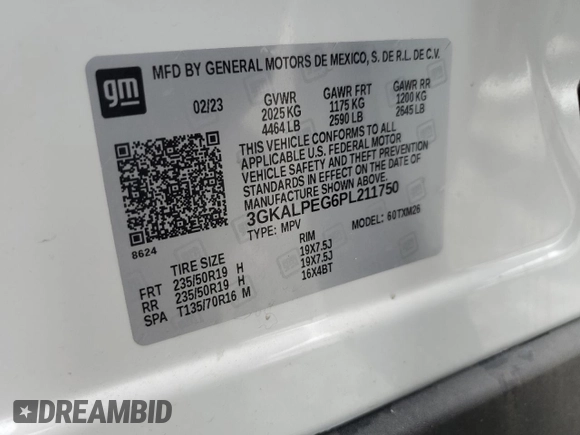 gm
MFD BY GENERAL MOTORS DE MEXICO, S. DE R.L. DE C.V.
02/23 GVWR GAWR FRT GAWR RR
2025 KG 1175 KG 1200 KG
4464 LB 2590 LB 2645 LB
THIS VEHICLE CONFORMS TO ALL
APPLICABLE U.S. FEDERAL MOTOR
VEHICLE SAFETY AND THEFT PREVENTION
STANDARDS IN EFFECT ON THE DATE OF
MANUFACTURE SHOWN ABOVE.
3GKALPEG6PL211750
TYPE: MPV MODEL: 60TXM26
8624
TIRE SIZE RIM
FRT 235/50R19 H 19X7.5J
RR 235/50R19 H 19X7.5J
SPA T135/70R16 M 16X4BT
DREAMBID